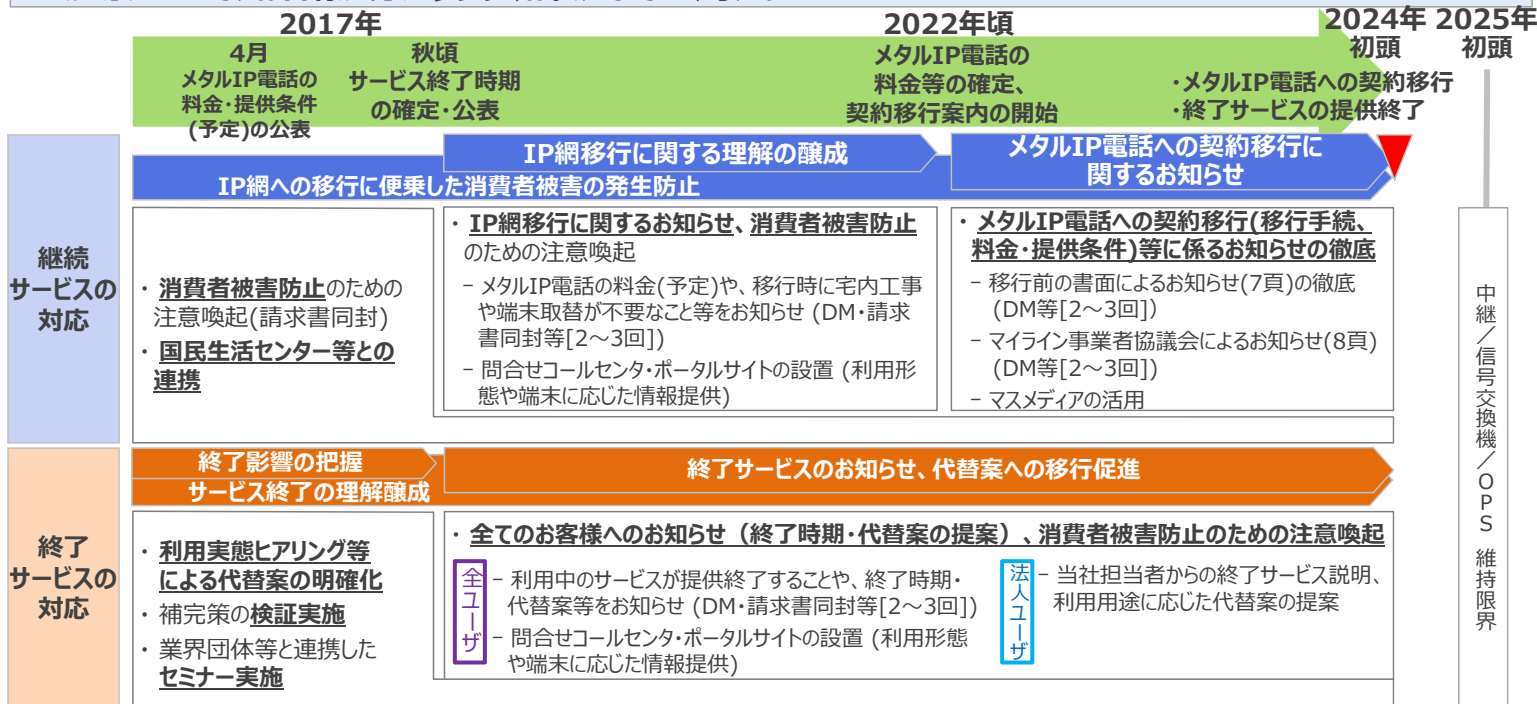 2017年
2022年頃
2024年
初頭
2025年
初頭
4月
メタルIP電話の
料金・提供条件
(予定)の公表
秋頃
サービス終了時期
の確定・公表
メタルIP電話の
料金等の確定、
契約移行案内の開始
・メタルIP電話への契約移行
・終了サービスの提供終了
継続
サービスの
対応
IP網移行に関する理解の醸成
IP網への移行に便乗した消費者被害の発生防止
メタルIP電話への契約移行に
関するお知らせ
・ 消費者被害防止のための
注意喚起(請求書同封)
・ 国民生活センター等との
連携
・ IP網移行に関するお知らせ、消費者被害防止
のための注意喚起
− メタルIP電話の料金(予定)や、移行時に宅内工事
や端末取替が不要なこと等をお知らせ (DM・請求
書同封等[2～3回])
− 問合せコールセンタ・ポータルサイトの設置 (利用形
態や端末に応じた情報提供)
・ メタルIP電話への契約移行(移行手続、
料金・提供条件)等に係るお知らせの徹底
− 移行前の書面によるお知らせ(7頁)の徹底
(DM等[2～3回])
− マイライン事業者協議会によるお知らせ(8頁)
(DM等[2～3回])
− マスメディアの活用
中継／信号交換機／OPS 維持限界
終了
サービスの
対応
終了影響の把握
サービス終了の理解醸成
終了サービスのお知らせ、代替案への移行促進
・ 利用実態ヒアリング等
による代替案の明確化
・ 補完策の検証実施
・ 業界団体等と連携した
セミナー実施
・ 全てのお客様へのお知らせ（終了時期・代替案の提案）、消費者被害防止のための注意喚起
全ユーザ
− 利用中のサービスが提供終了することや、終了時期・
代替案等をお知らせ (DM・請求書同封等[2～3回])
− 問合せコールセンタ・ポータルサイトの設置 (利用形態
や端末に応じた情報提供)
法人ユーザ
− 当社担当者からの終了サービス説明、
利用用途に応じた代替案の提案